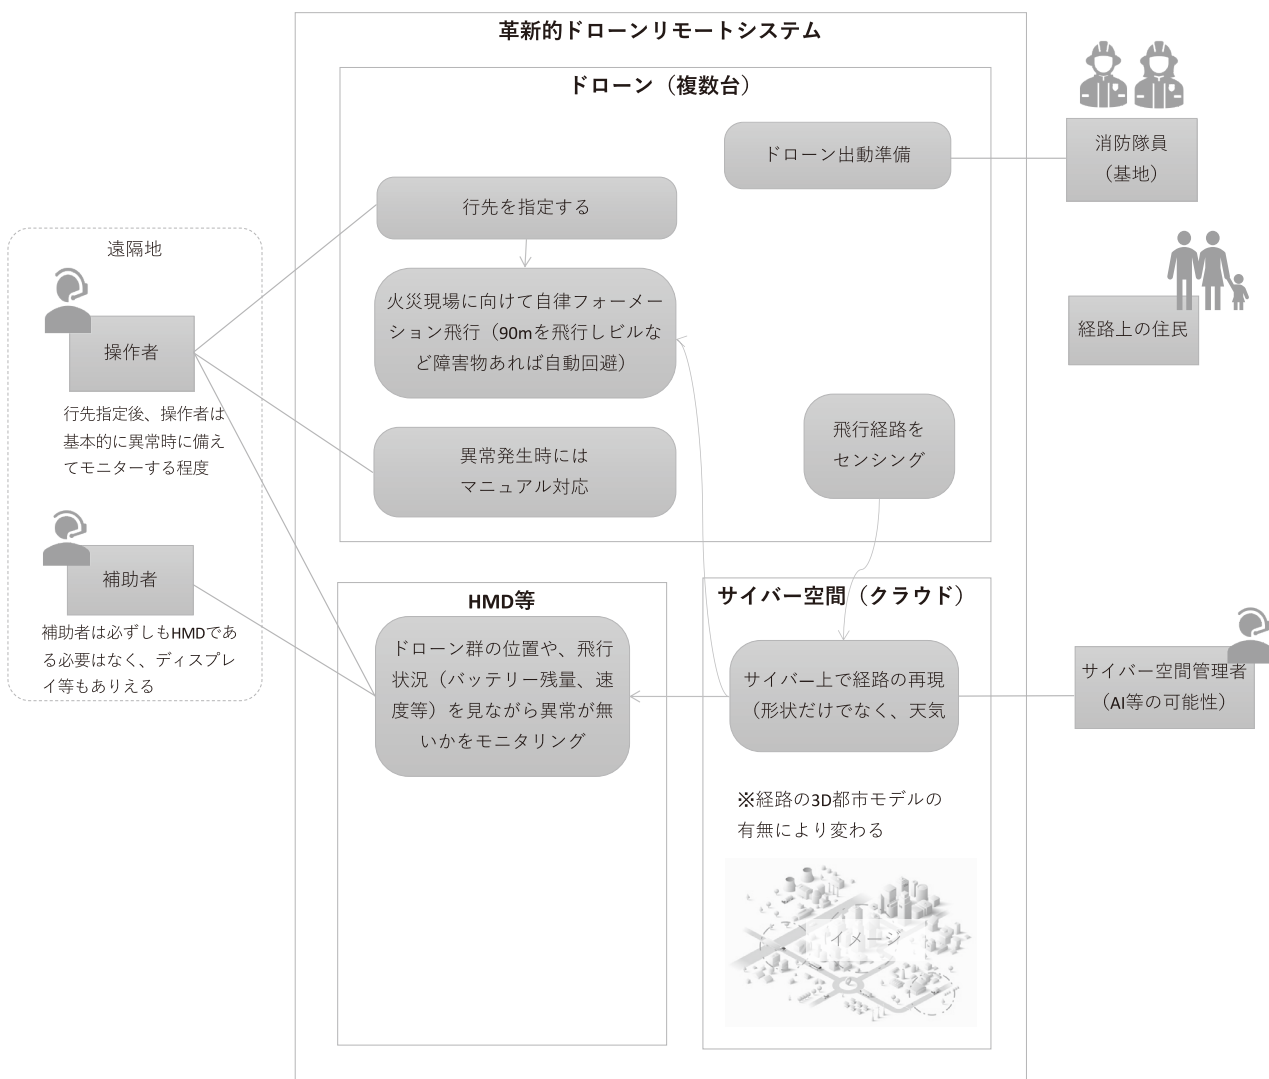 革新的ドローンリモートシステム
ドローン（複数台）
ドローン出動準備
消防隊員
（基地）
行先を指定する
遠隔地
火災現場に向けて自律フォーメー
ション飛行（90mを飛行しビルな
ど障害物あれば自動回避）
経路上の住民
操作者
行先指定後、操作者は
基本的に異常時に備え
てモニターする程度
飛行経路を
センシング
異常発生時には
マニュアル対応
補助者
補助者は必ずしもHMDであ
る必要はなく、ディスプレ
イ等もありえる
HMD等
ドローン群の位置や、飛行
状況（バッテリー残量、速
度等）を見ながら異常が無
いかをモニタリング
サイバー空間（クラウド）
サイバー上で経路の再現
（形状だけでなく、天気
サイバー空間管理者
（AI等の可能性）
※経路の3D都市モデルの
有無により変わる
イメージ